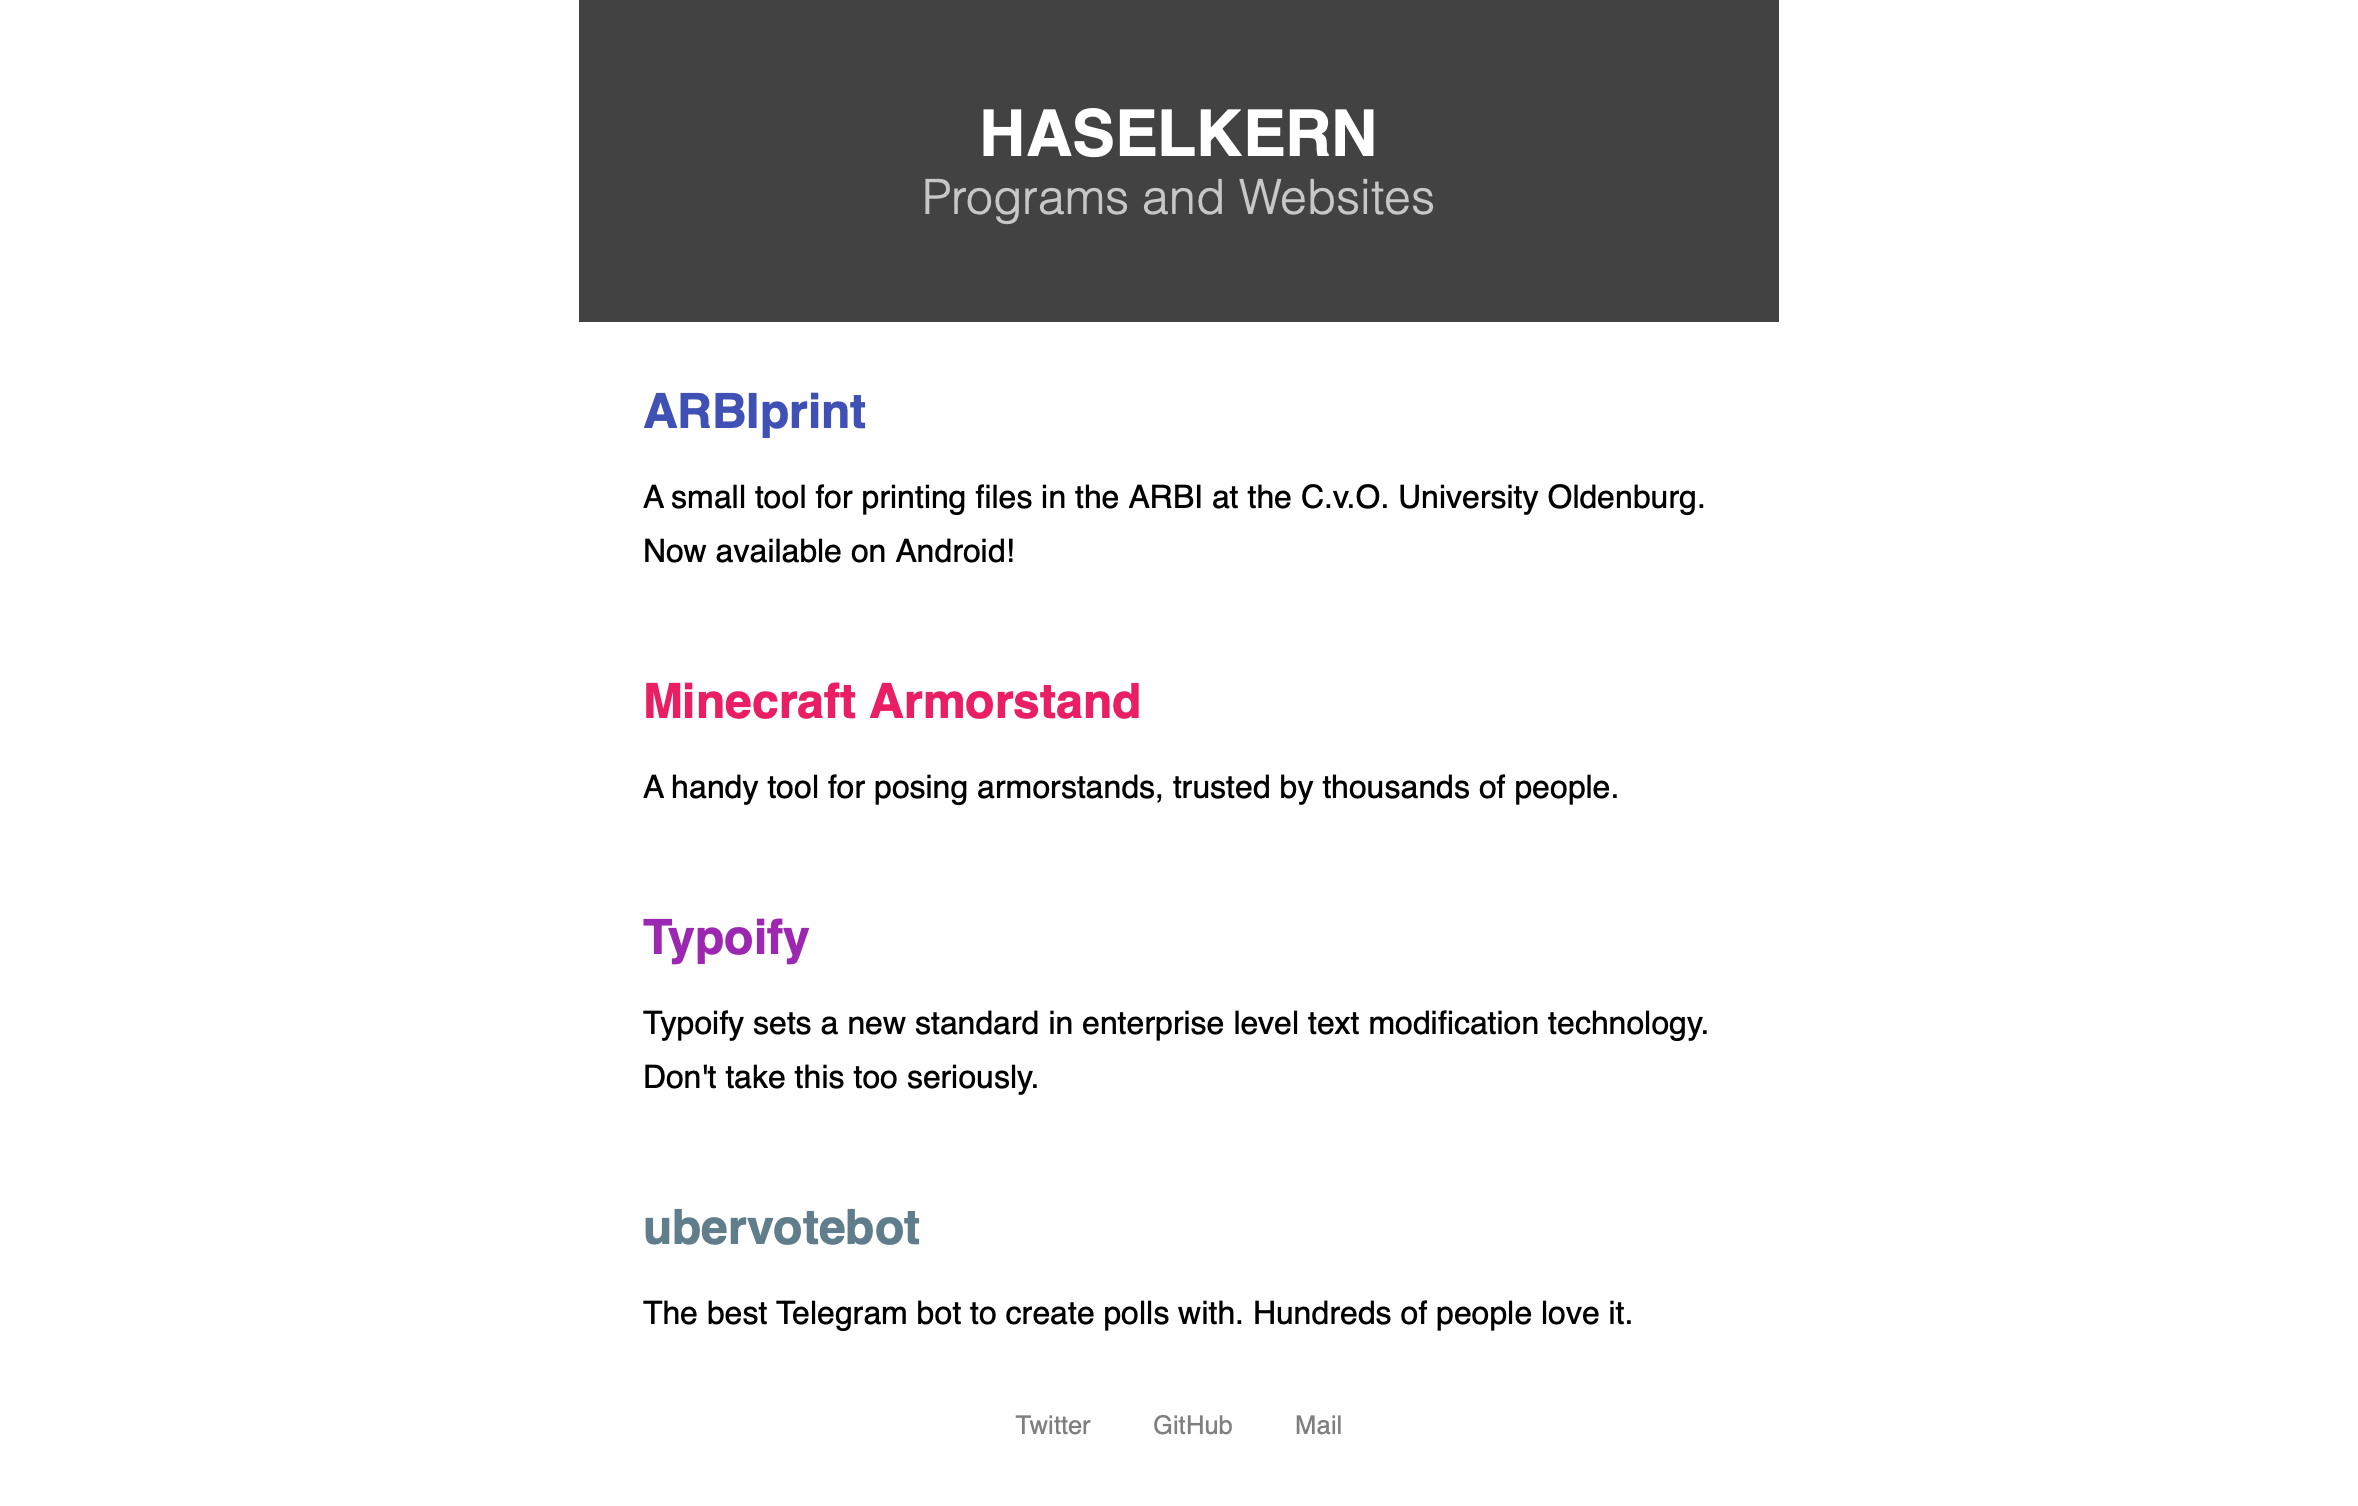 HASELKERN
Programs and Websites
ARBIprint
A small tool for printing files in the ARBI at the C.v.O. University Oldenburg.
Now available on Android!
Minecraft Armorstand
A handy tool for posing armorstands, trusted by thousands of people.
Typoify
Typoify sets a new standard in enterprise level text modification technology.
Don't take this too seriously.
ubervotebot
The best Telegram bot to create polls with. Hundreds of people love it.
Twitter GitHub Mail